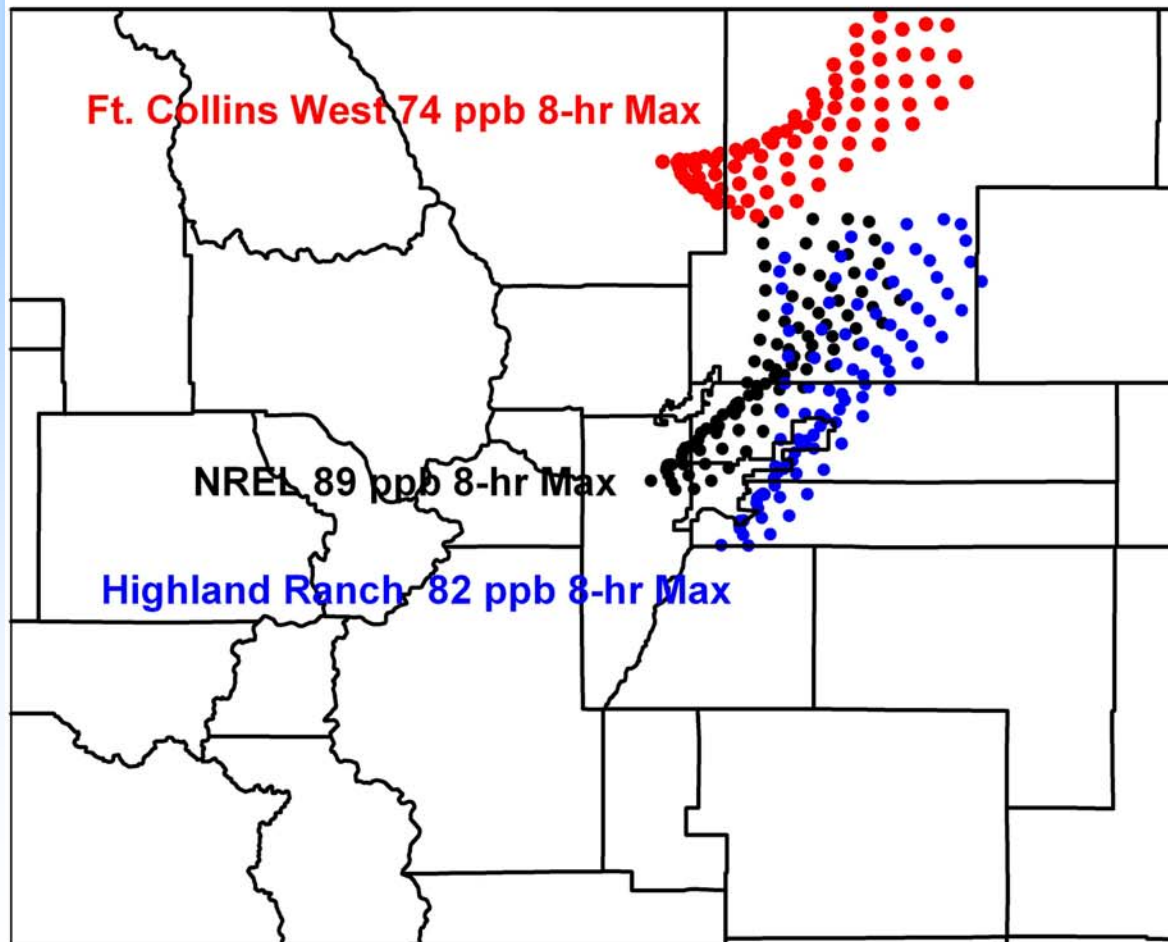 Ft. Collins West 74 ppb 8-hr Max
NREL 89 ppb 8-hr Max
Highland Ranch  82 ppb 8-hr Max